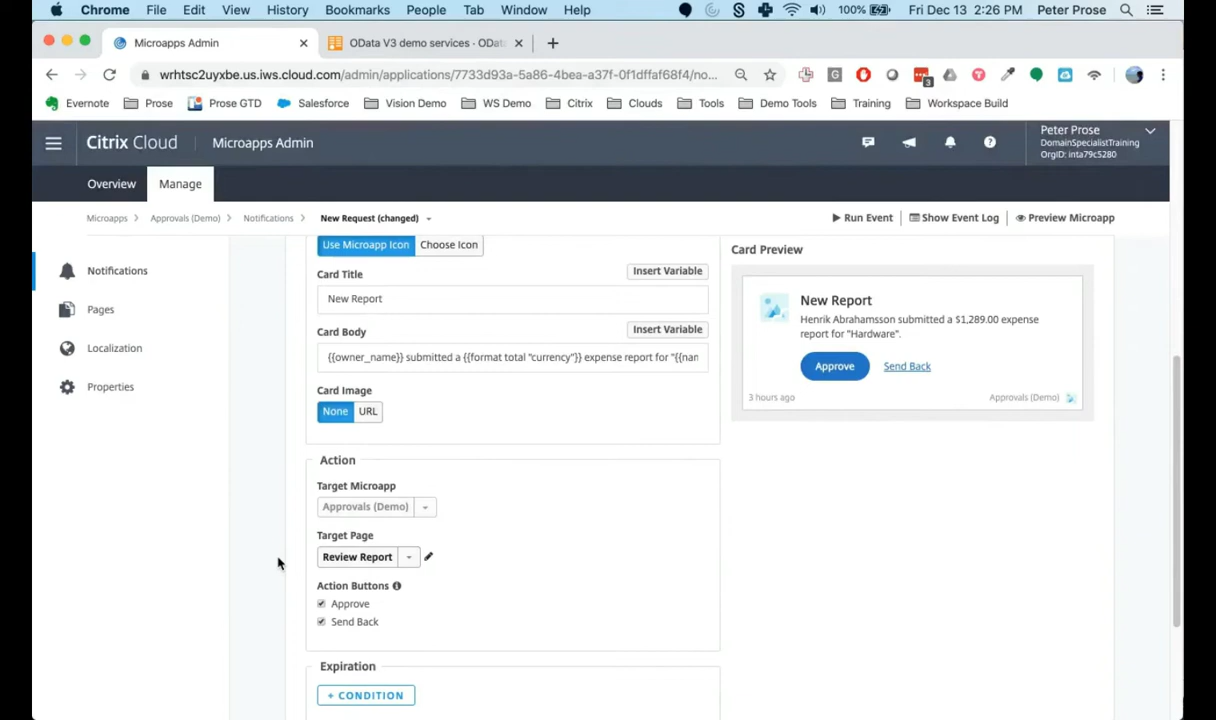 Chrome File Edit View History Bookmarks People Tab Window Help 100% Fri Dec 13 2:26 PM Peter Prose
Microapps Admin
OData V3 demo services · OData
wrhtsc2uyxbe.us.iws.cloud.com/admin/applications/7733d93a-5a86-4bea-a37f-0f1dffaf68f4/no...
Evernote Prose Prose GTD Salesforce Vision Demo WS Demo Citrix Clouds Tools Demo Tools Training Workspace Build
Citrix Cloud Microapps Admin
Peter Prose
DomainSpecialistTraining
OrgID: inta79c5280
Overview Manage
Microapps Approvals (Demo) Notifications New Request (changed) Run Event Show Event Log Preview Microapp
Notifications
Pages
Localization
Properties
Use Microapp Icon Choose Icon
Card Title Insert Variable
New Report
Card Body Insert Variable
{{owner_name}} submitted a {{format total "currency"}} expense report for "{{nan
Card Image
None URL
Action
Target Microapp
Approvals (Demo)
Target Page
Review Report
Action Buttons
Approve
Send Back
Expiration
+ CONDITION
Card Preview
New Report
Henrik Abrahamsson submitted a $1,289.00 expense
report for "Hardware".
Approve Send Back
3 hours ago Approvals (Demo)